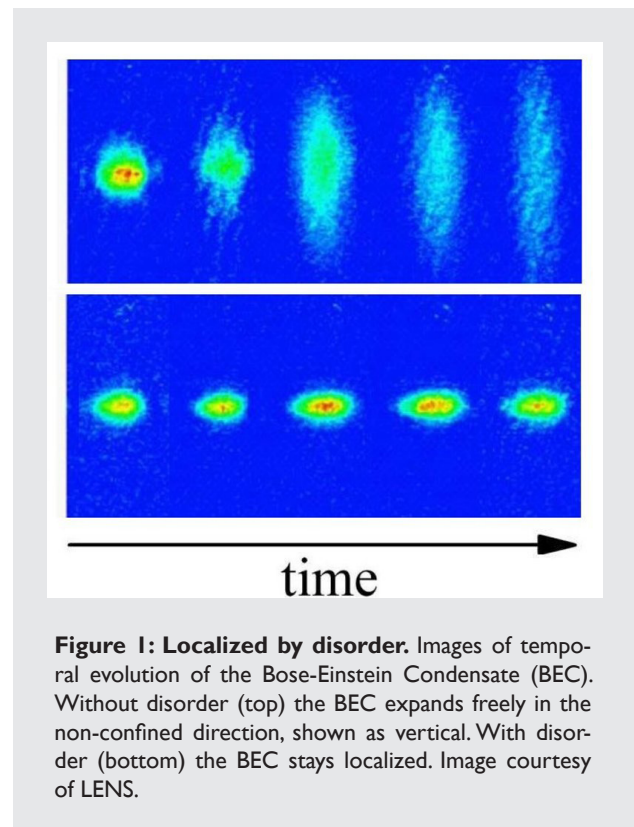 time
Figure 1: Localized by disorder. Images of tempo-
ral evolution of the Bose-Einstein Condensate (BEC).
Without disorder (top) the BEC expands freely in the
non-confined direction, shown as vertical. With disor-
der (bottom) the BEC stays localized. Image courtesy
of LENS.